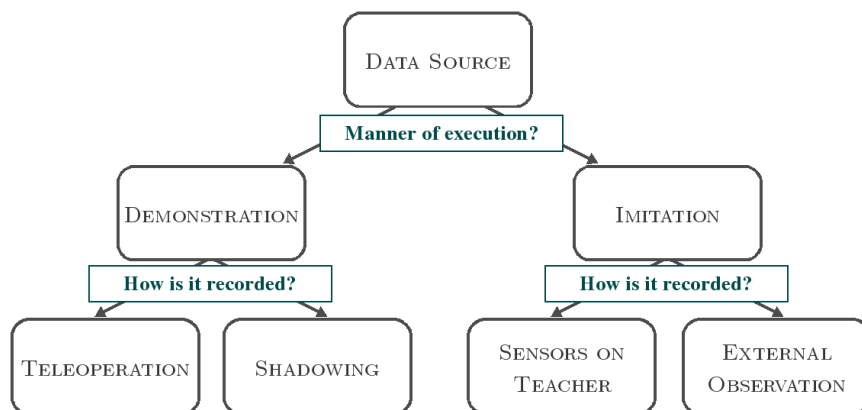 Data Source
Manner of execution?
Demonstration
Imitation
How is it recorded?
How is it recorded?
Teleoperation
Shadowing
Sensors on
Teacher
External
Observation